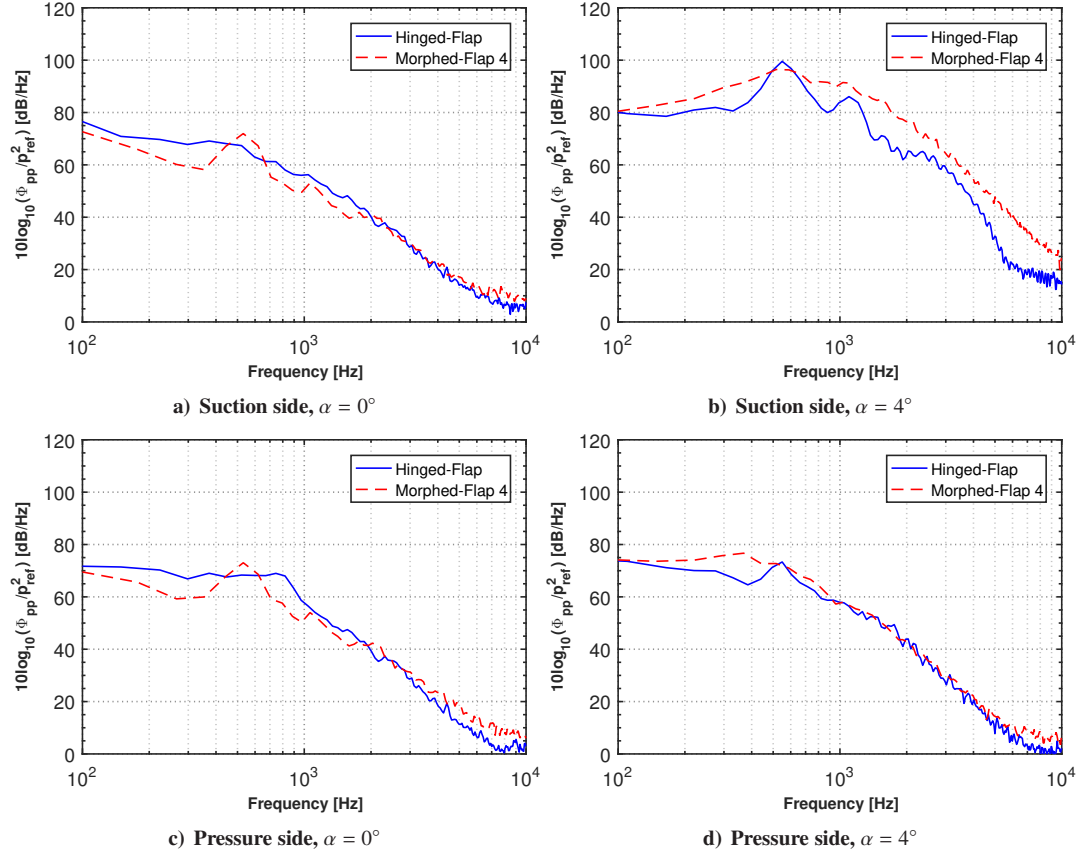 120
100
80
60
40
20
0
10log₁₀(Φpp/p²ref) [dB/Hz]
Hinged-Flap
Morphed-Flap 4
10² 10³ 10⁴
Frequency [Hz]
a) Suction side, α = 0°
120
100
80
60
40
20
0
10log₁₀(Φpp/p²ref) [dB/Hz]
Hinged-Flap
Morphed-Flap 4
10² 10³ 10⁴
Frequency [Hz]
b) Suction side, α = 4°
120
100
80
60
40
20
0
10log₁₀(Φpp/p²ref) [dB/Hz]
Hinged-Flap
Morphed-Flap 4
10² 10³ 10⁴
Frequency [Hz]
c) Pressure side, α = 0°
120
100
80
60
40
20
0
10log₁₀(Φpp/p²ref) [dB/Hz]
Hinged-Flap
Morphed-Flap 4
10² 10³ 10⁴
Frequency [Hz]
d) Pressure side, α = 4°